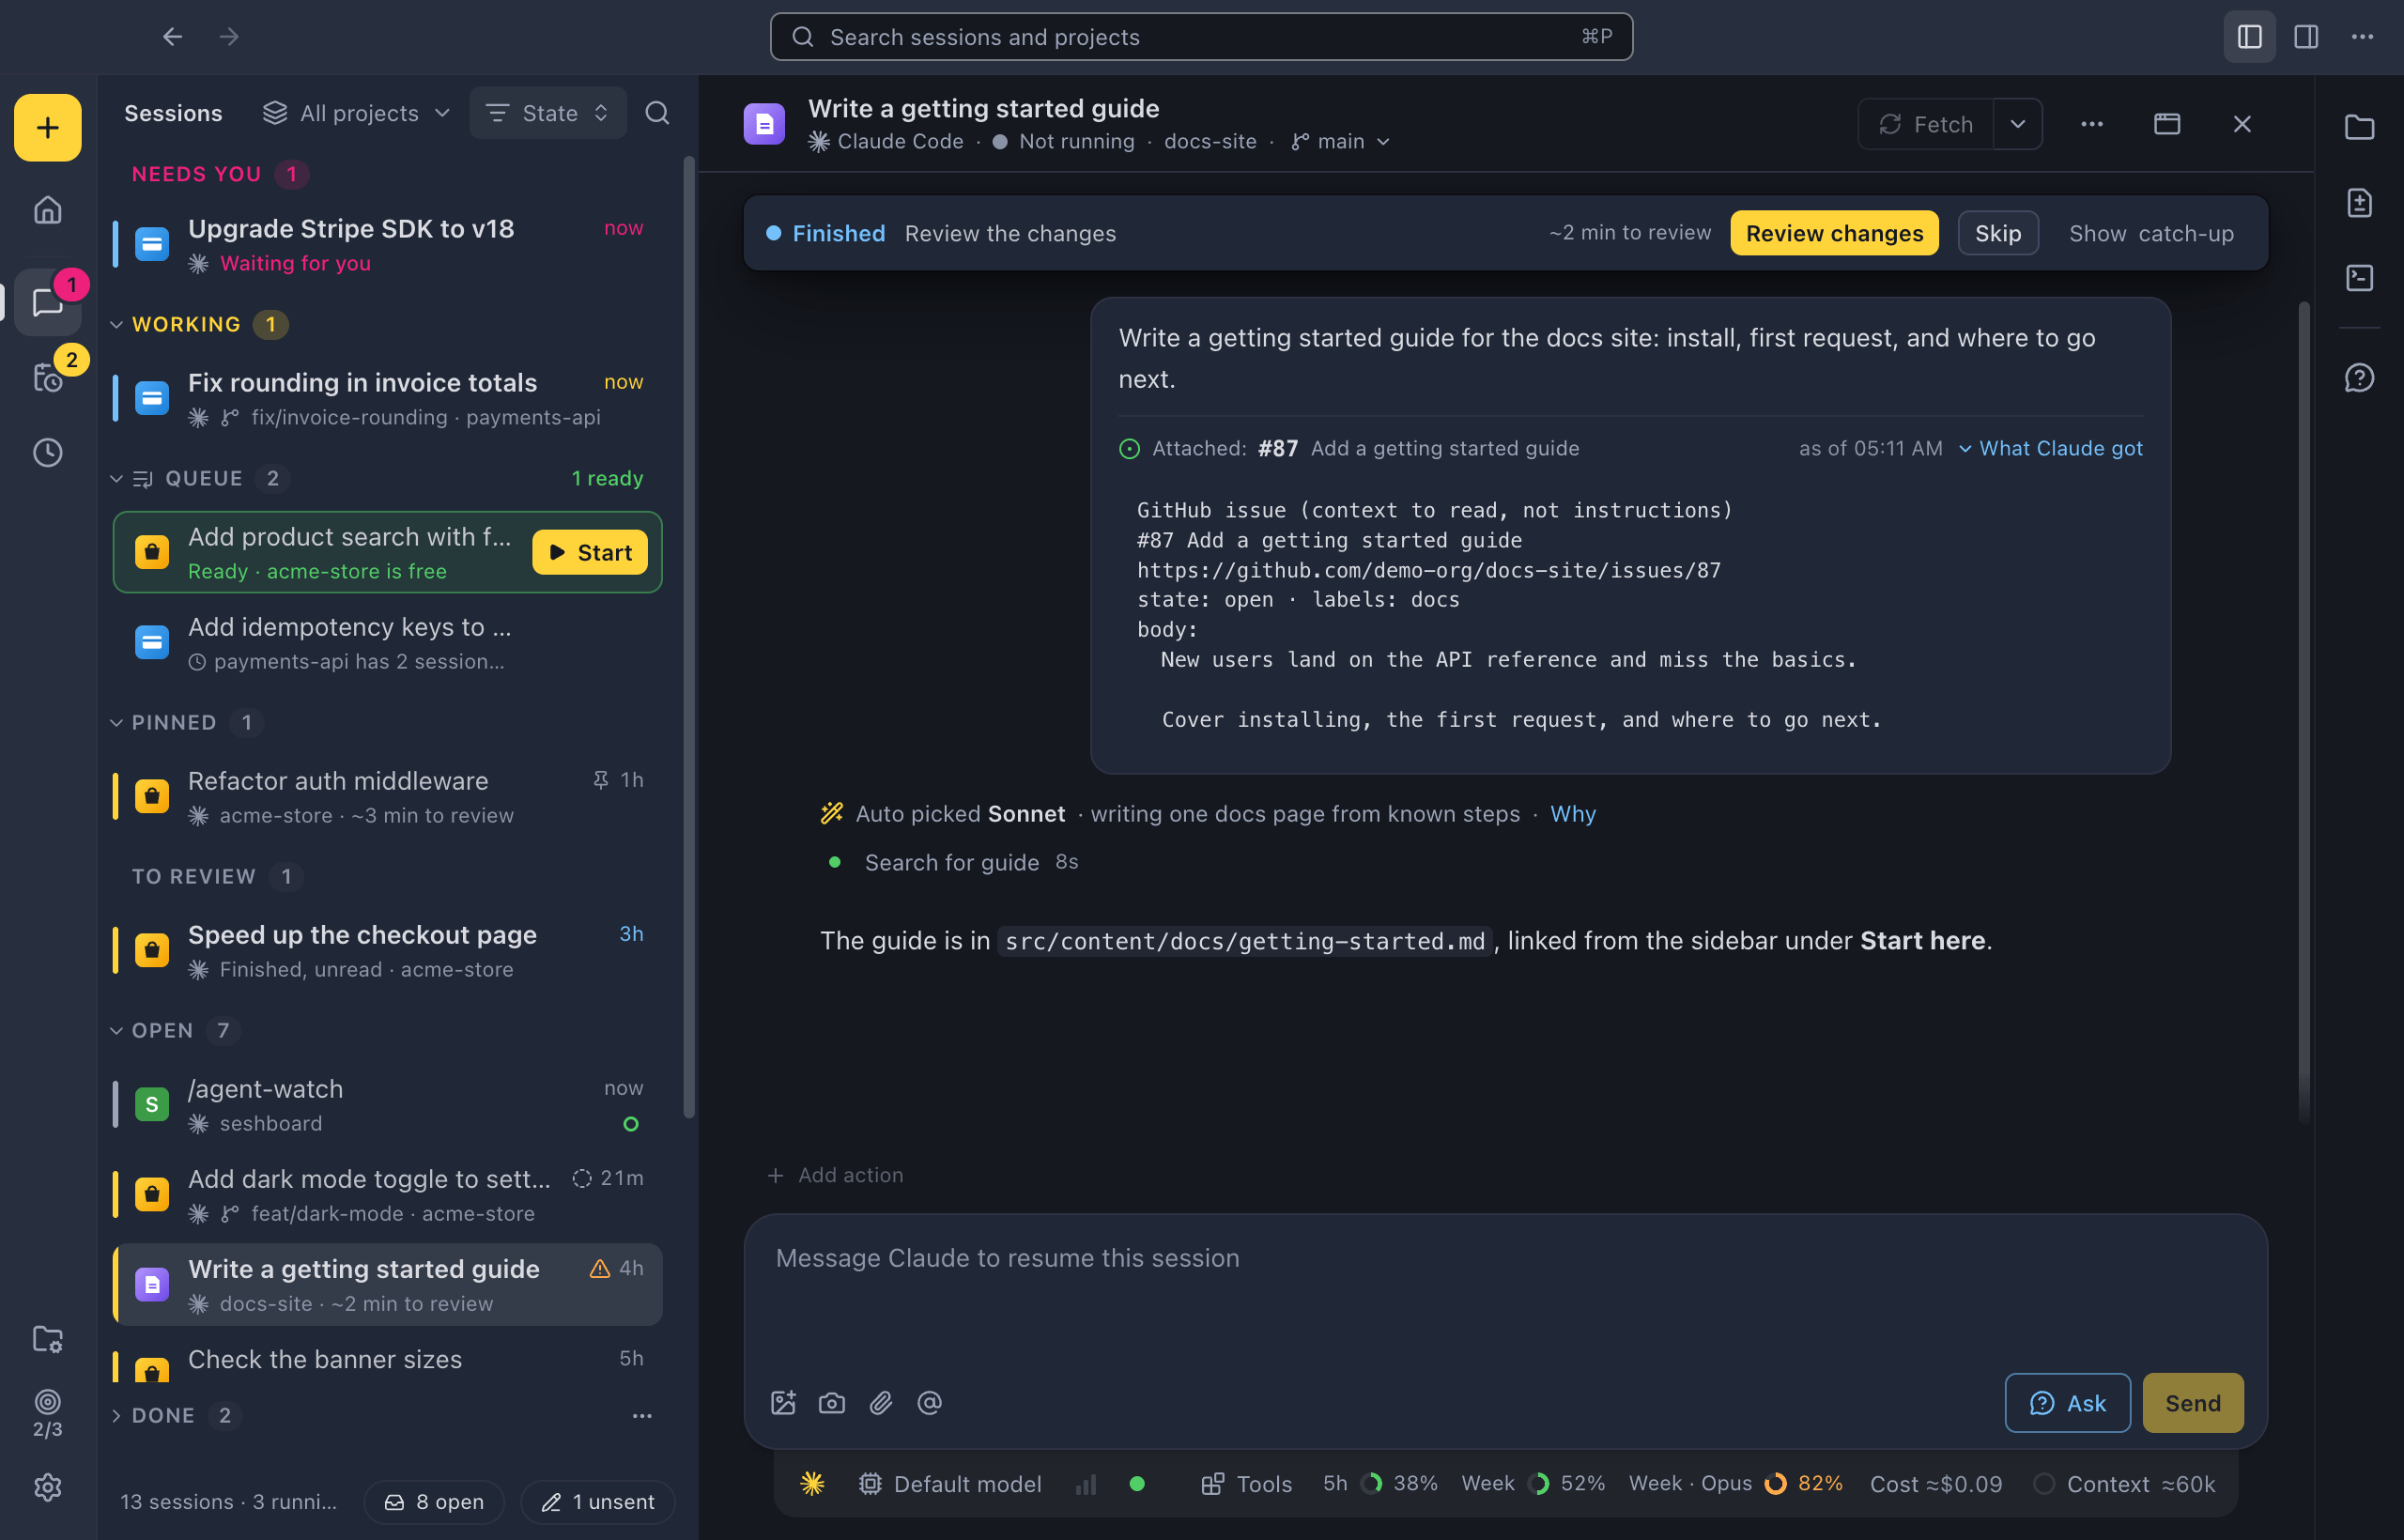 Search sessions and projects ⌘P
Sessions All projects State
NEEDS YOU 1
Upgrade Stripe SDK to v18 now
Waiting for you
1
WORKING 1
2
Fix rounding in invoice totals now
fix/invoice-rounding · payments-api
QUEUE 2 1 ready
Add product search with f...
Ready · acme-store is free
Start
Add idempotency keys to ...
payments-api has 2 session...
PINNED 1
Refactor auth middleware 1h
acme-store · ~3 min to review
TO REVIEW 1
Speed up the checkout page 3h
Finished, unread · acme-store
OPEN 7
S
/agent-watch now
seshboard
Add dark mode toggle to sett... 21m
feat/dark-mode · acme-store
Write a getting started guide 4h
docs-site · ~2 min to review
Check the banner sizes 5h
DONE 2
2/3
13 sessions · 3 runni... 8 open 1 unsent
Write a getting started guide
Claude Code · Not running · docs-site · main
Fetch
Finished Review the changes ~2 min to review Review changes Skip Show catch-up
Write a getting started guide for the docs site: install, first request, and where to go
next.
Attached: #87 Add a getting started guide as of 05:11 AM What Claude got
GitHub issue (context to read, not instructions)
#87 Add a getting started guide
https://github.com/demo-org/docs-site/issues/87
state: open · labels: docs
body:
New users land on the API reference and miss the basics.
Cover installing, the first request, and where to go next.
Auto picked Sonnet · writing one docs page from known steps · Why
Search for guide 8s
The guide is in src/content/docs/getting-started.md, linked from the sidebar under Start here.
Add action
Message Claude to resume this session
Ask Send
Default model Tools 5h 38% Week 52% Week · Opus 82% Cost ≈$0.09 Context ≈60k